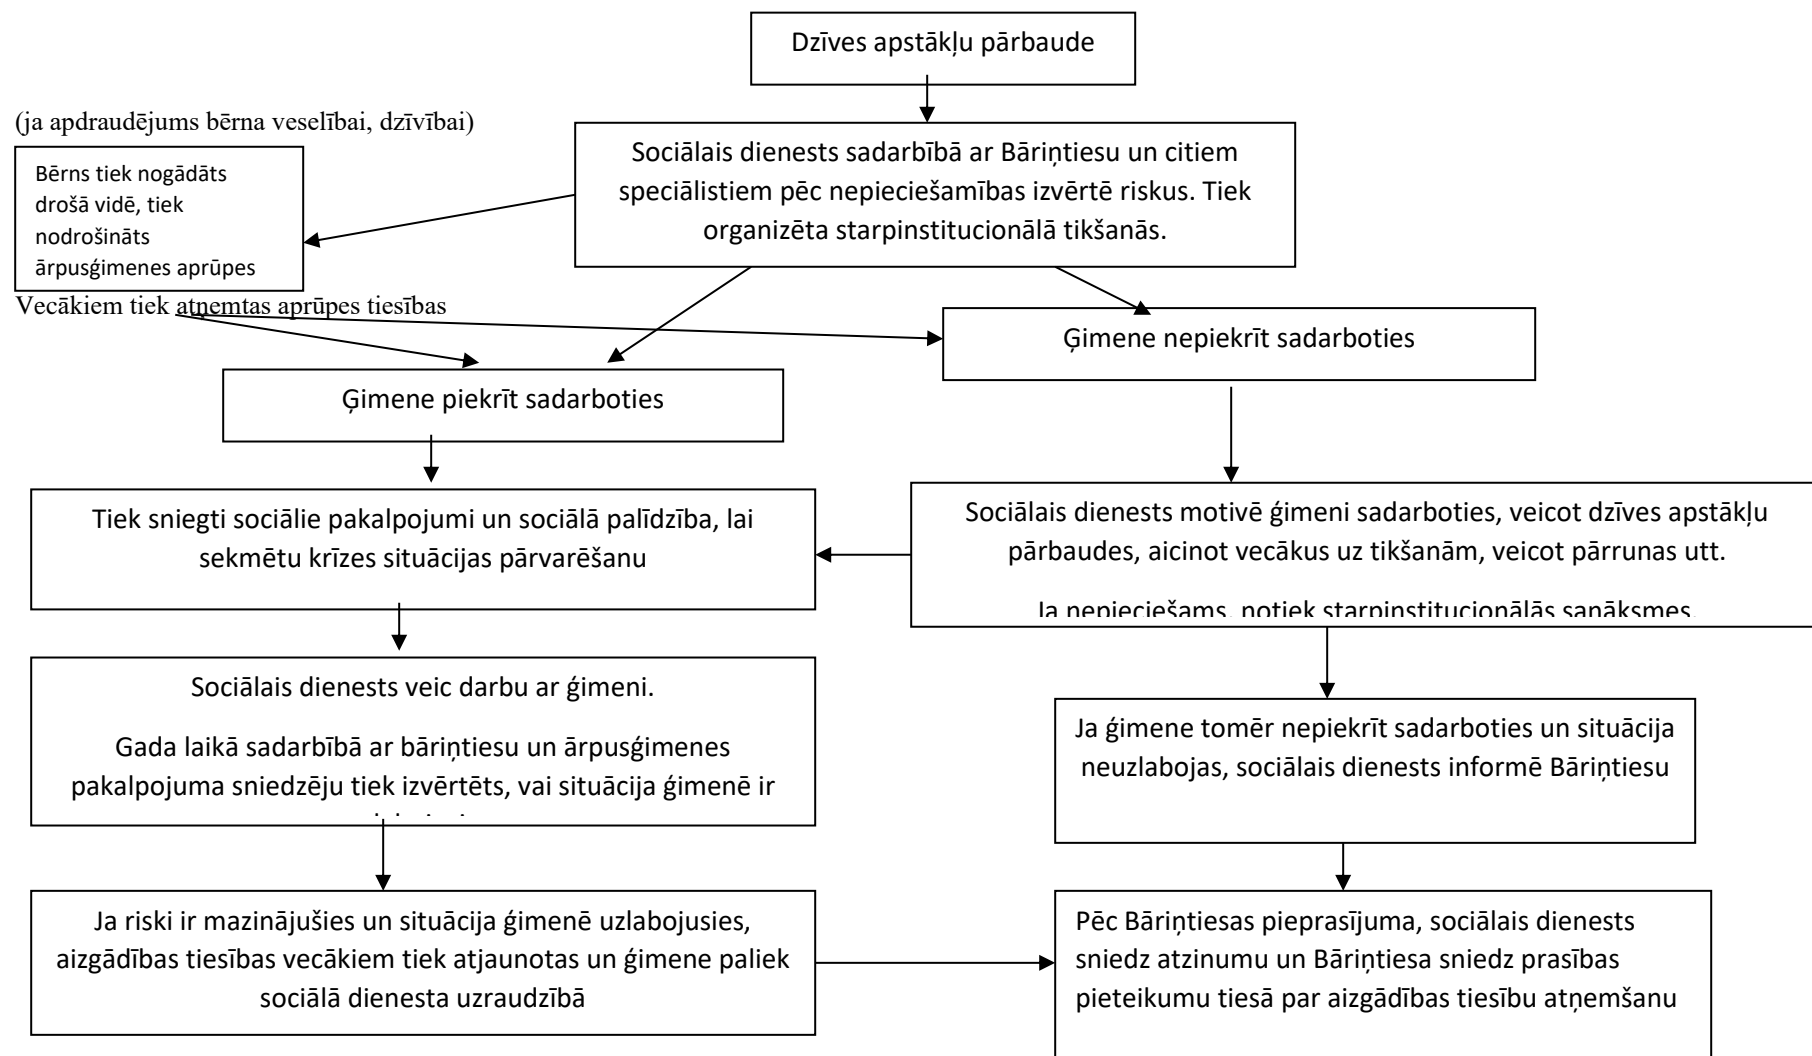 Dzīves apstākļu pārbaude
(ja apdraudējums bērna veselībai, dzīvībai)
Sociālais dienests sadarbībā ar Bāriņtiesu un citiem
speciālistiem pēc nepieciešamības izvērtē riskus. Tiek
organizēta starpinstitucionālā tikšanās.
Bērns tiek nogādāts
drošā vidē, tiek
nodrošināts
ārpusģimenes aprūpes
Vecākiem tiek atņemtas aprūpes tiesības
Ģimene nepiekrīt sadarboties
Ģimene piekrīt sadarboties
Tiek sniegti sociālie pakalpojumi un sociālā palīdzība, lai
sekmētu krīzes situācijas pārvarēšanu
Sociālais dienests motivē ģimeni sadarboties, veicot dzīves apstākļu
pārbaudes, aicinot vecākus uz tikšanām, veicot pārrunas utt.
Ja nepieciešams, notiek starpinstitucionālās sanāksmes.
Sociālais dienests veic darbu ar ģimeni.
Gada laikā sadarbībā ar bāriņtiesu un ārpusģimenes
pakalpojuma sniedzēju tiek izvērtēts, vai situācija ģimenē ir
Ja ģimene tomēr nepiekrīt sadarboties un situācija
neuzlabojas, sociālais dienests informē Bāriņtiesu
Ja riski ir mazinājušies un situācija ģimenē uzlabojusies,
aizgādības tiesības vecākiem tiek atjaunotas un ģimene paliek
sociālā dienesta uzraudzībā
Pēc Bāriņtiesas pieprasījuma, sociālais dienests
sniedz atzinumu un Bāriņtiesa sniedz prasības
pieteikumu tiesā par aizgādības tiesību atņemšanu